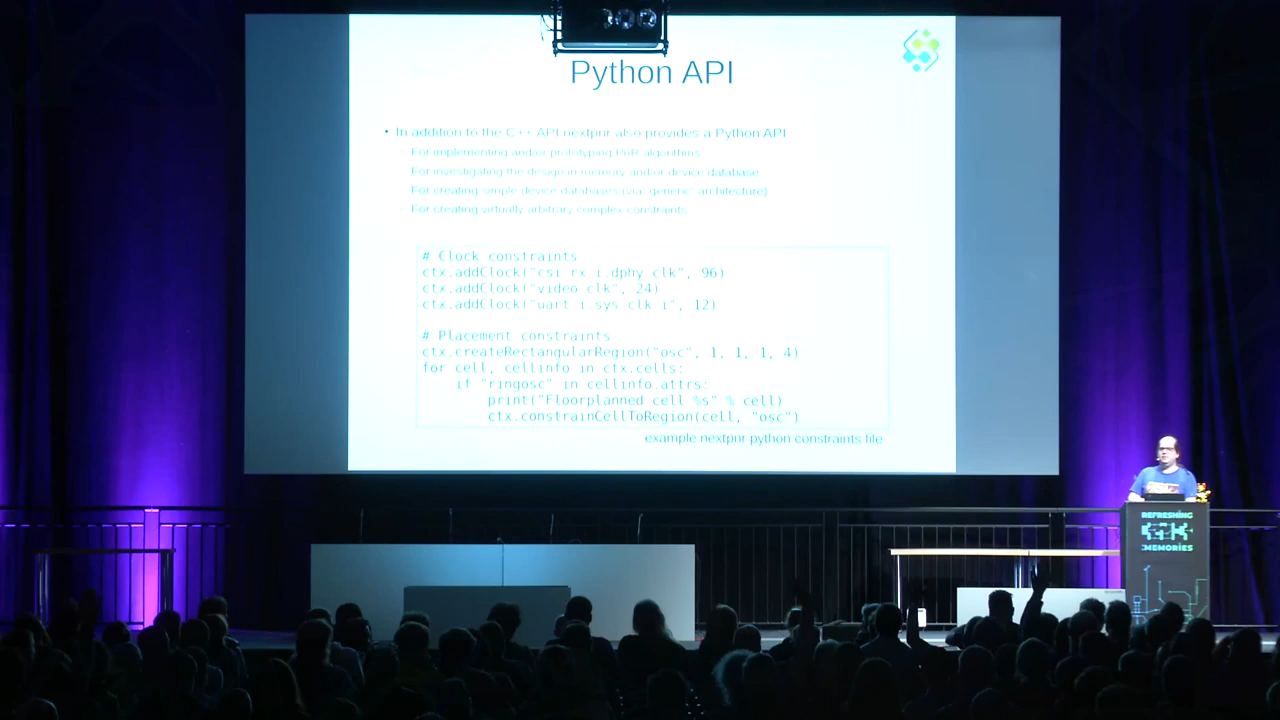 Python API
• In addition to the C++ API nextpnr also provides a Python API
– For implementing and/or prototyping PnR algorithms
– For investigating the design in memory and/or device database
– For creating simple device databases (via "generic" architecture)
– For creating virtually arbitrary complex constraints
# Clock constraints
ctx.addClock("csi_rx_i.dphy_clk", 96)
ctx.addClock("video_clk", 24)
ctx.addClock("uart_i.sys_clk_i", 12)
# Placement constraints
ctx.createRectangularRegion("osc", 1, 1, 1, 4)
for cell, cellinfo in ctx.cells:
    if "ringosc" in cellinfo.attrs:
        print("Floorplanned cell %s" % cell)
        ctx.constrainCellToRegion(cell, "osc")
example nextpnr python constraints file
REFRESHING
MEMORIES